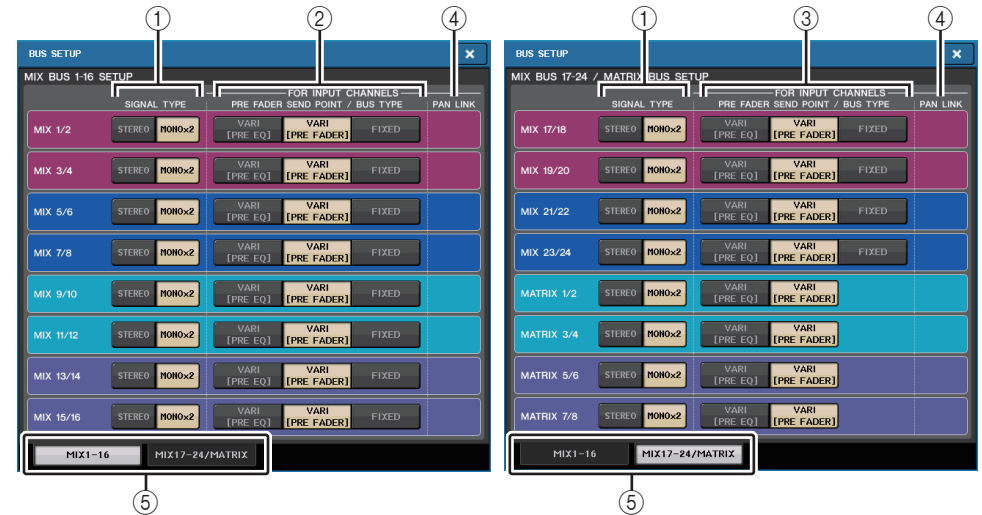 ① ② ④
BUS SETUP ×
MIX BUS 1-16 SETUP
FOR INPUT CHANNELS
SIGNAL TYPE PRE FADER SEND POINT / BUS TYPE PAN LINK
MIX 1/2 STEREO MONO×2 VARI [PRE EQ] VARI [PRE FADER] FIXED
MIX 3/4 STEREO MONO×2 VARI [PRE EQ] VARI [PRE FADER] FIXED
MIX 5/6 STEREO MONO×2 VARI [PRE EQ] VARI [PRE FADER] FIXED
MIX 7/8 STEREO MONO×2 VARI [PRE EQ] VARI [PRE FADER] FIXED
MIX 9/10 STEREO MONO×2 VARI [PRE EQ] VARI [PRE FADER] FIXED
MIX 11/12 STEREO MONO×2 VARI [PRE EQ] VARI [PRE FADER] FIXED
MIX 13/14 STEREO MONO×2 VARI [PRE EQ] VARI [PRE FADER] FIXED
MIX 15/16 STEREO MONO×2 VARI [PRE EQ] VARI [PRE FADER] FIXED
MIX1-16 MIX17-24/MATRIX
⑤
① ③ ④
BUS SETUP ×
MIX BUS 17-24 / MATRIX BUS SETUP
FOR INPUT CHANNELS
SIGNAL TYPE PRE FADER SEND POINT / BUS TYPE PAN LINK
MIX 17/18 STEREO MONO×2 VARI [PRE EQ] VARI [PRE FADER] FIXED
MIX 19/20 STEREO MONO×2 VARI [PRE EQ] VARI [PRE FADER] FIXED
MIX 21/22 STEREO MONO×2 VARI [PRE EQ] VARI [PRE FADER] FIXED
MIX 23/24 STEREO MONO×2 VARI [PRE EQ] VARI [PRE FADER] FIXED
MATRIX 1/2 STEREO MONO×2 VARI [PRE EQ] VARI [PRE FADER]
MATRIX 3/4 STEREO MONO×2 VARI [PRE EQ] VARI [PRE FADER]
MATRIX 5/6 STEREO MONO×2 VARI [PRE EQ] VARI [PRE FADER]
MATRIX 7/8 STEREO MONO×2 VARI [PRE EQ] VARI [PRE FADER]
MIX1-16 MIX17-24/MATRIX
⑤